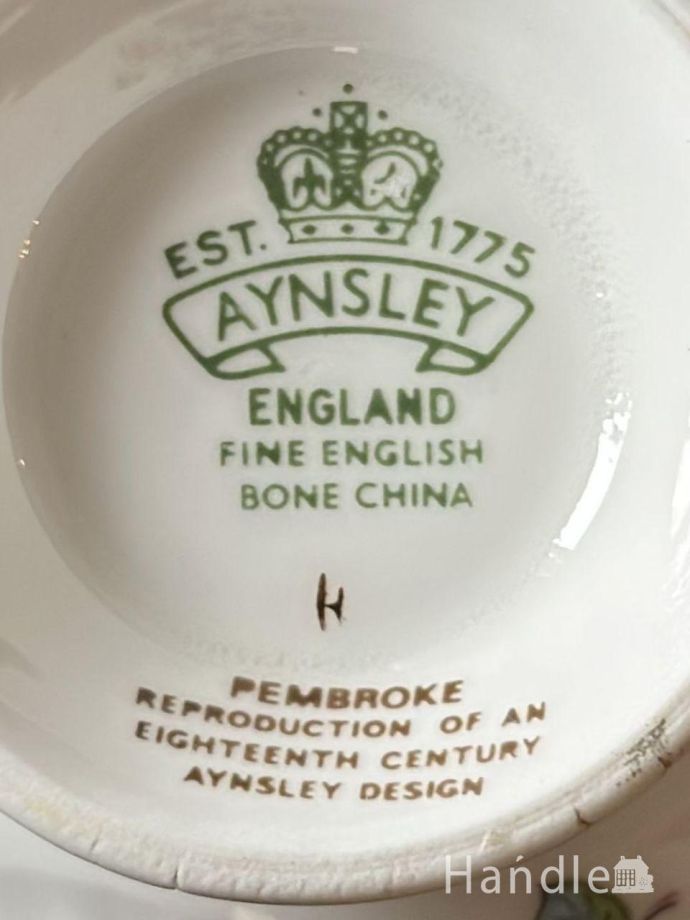 EST. 1775
AYNSLEY
ENGLAND
FINE ENGLISH
BONE CHINA
PEMBROKE
REPRODUCTION OF AN
EIGHTEENTH CENTURY
AYNSLEY DESIGN
Handle